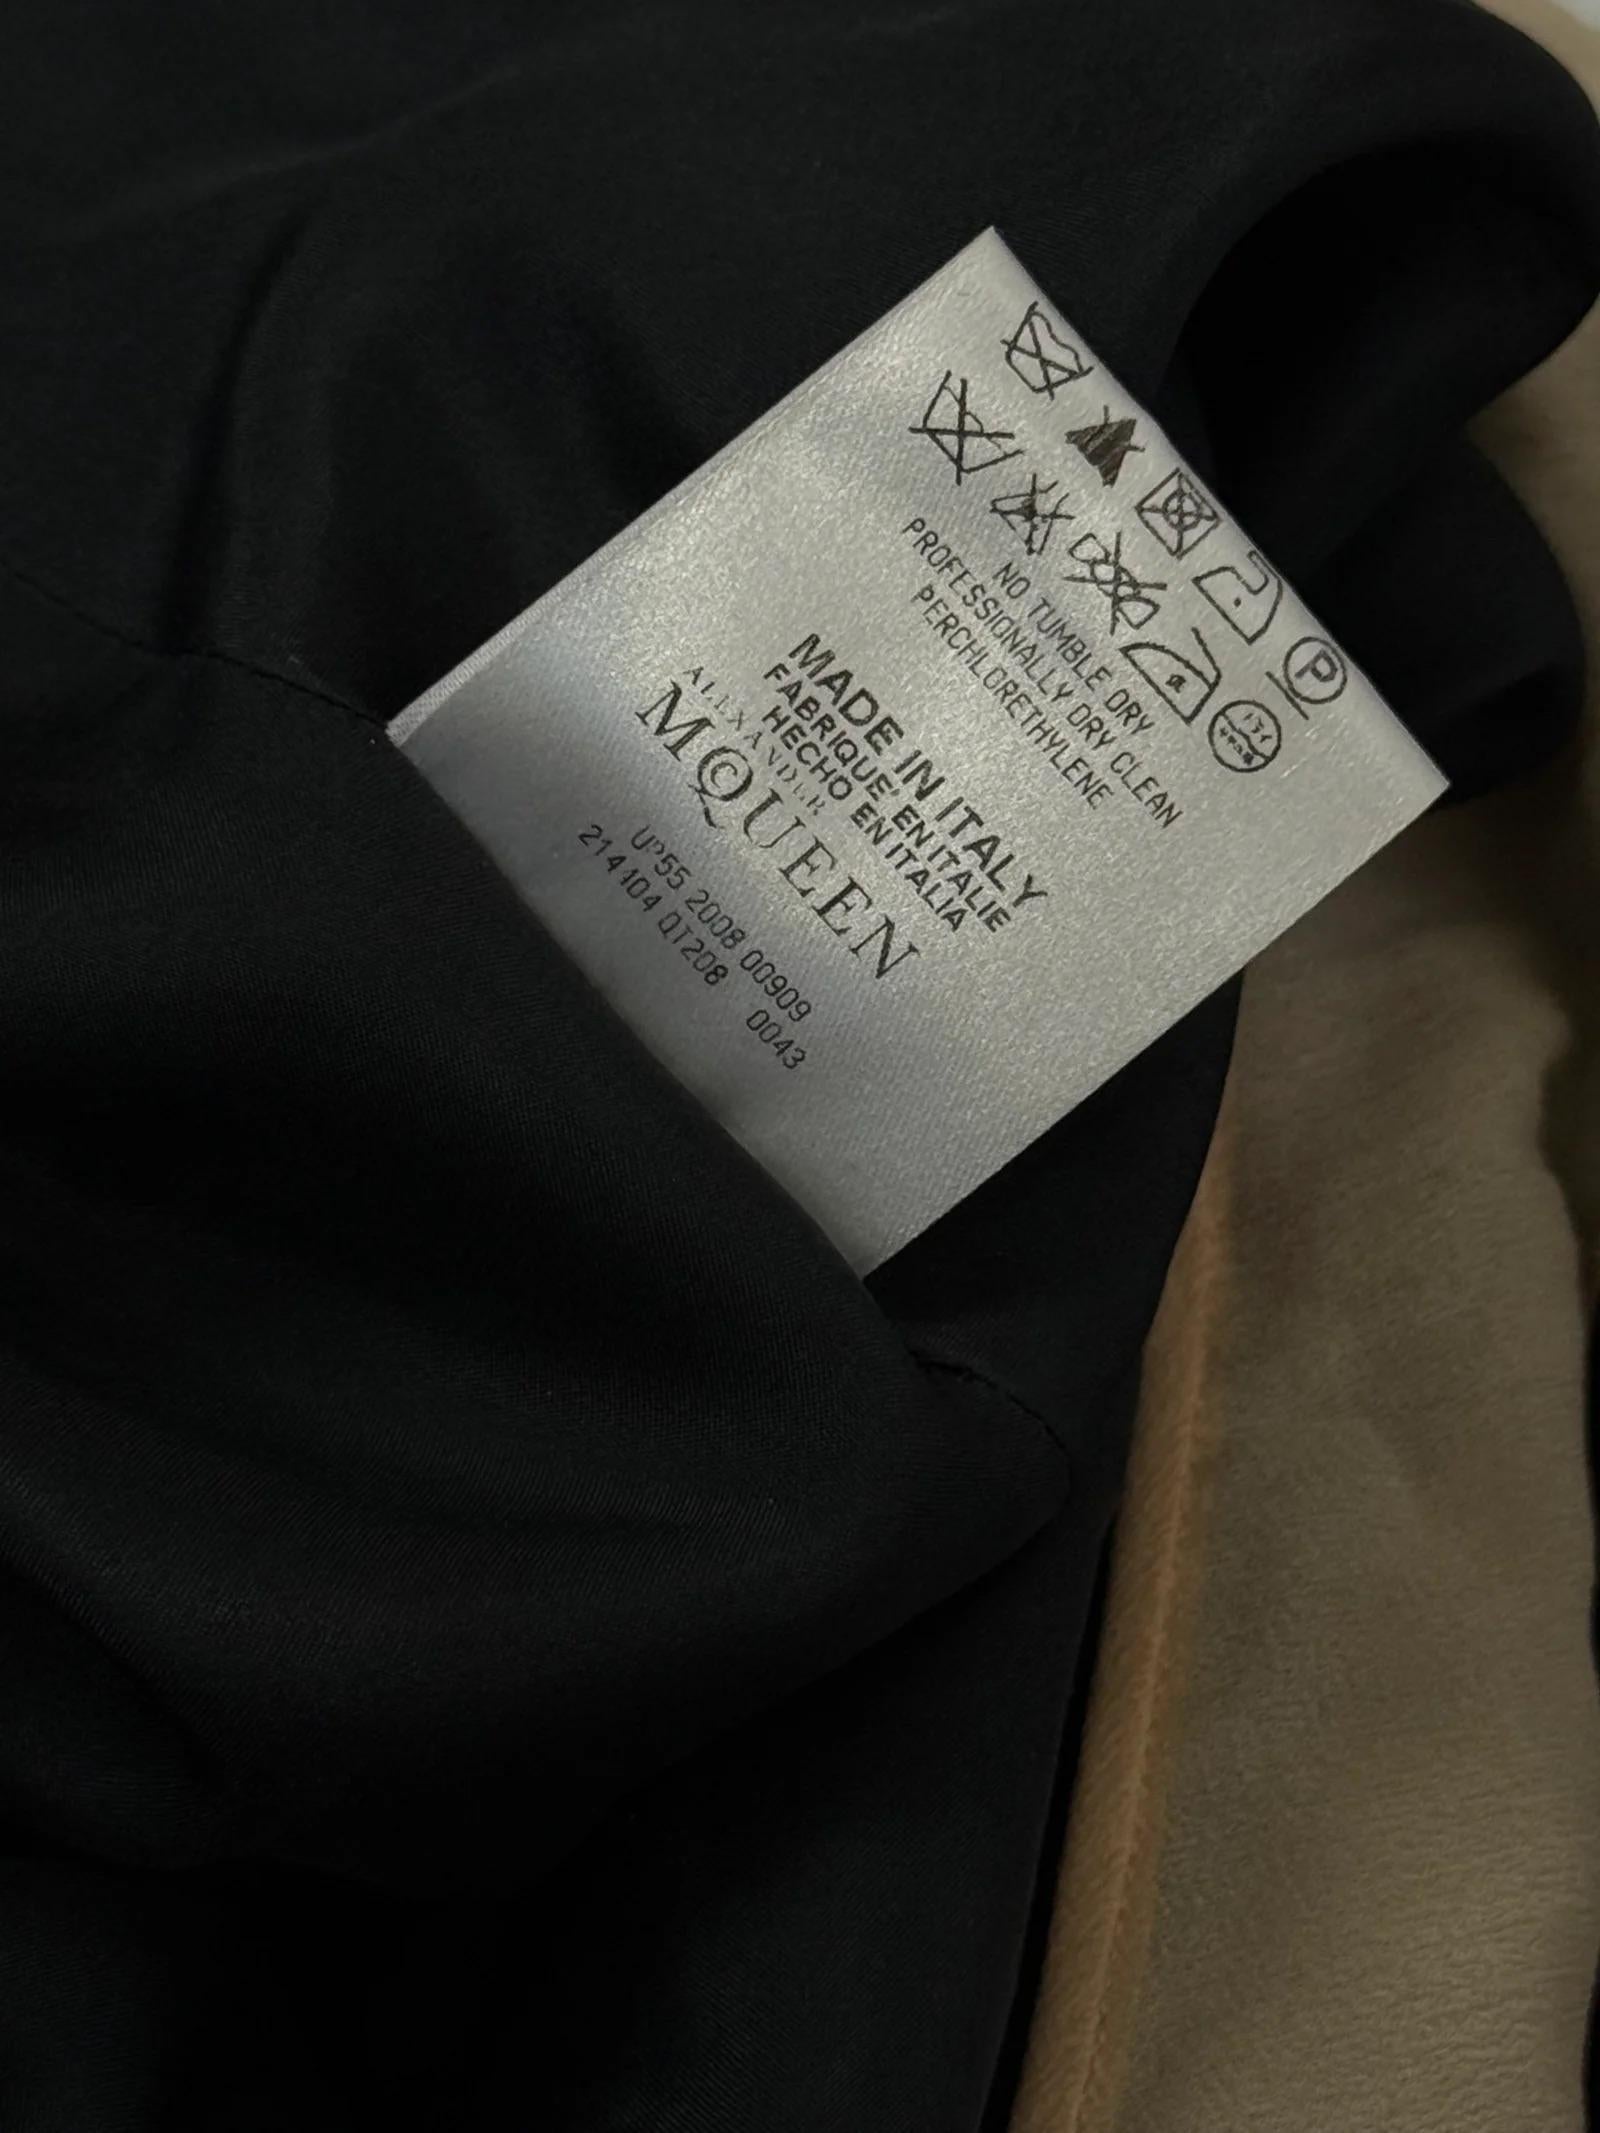 P
NO TUMBLE DRY
PROFESSIONALLY DRY CLEAN
PERCHLORETHYLENE
MADE IN ITALY
FABRIQUE' EN ITALIE
HECHO EN ITALIA
ALEXANDER
MCQUEEN
2008 00909
214104 QT208 0043